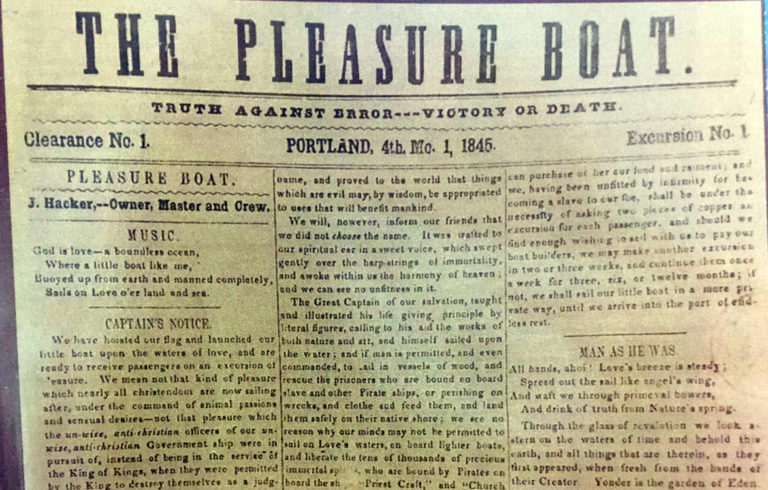 THE PLEASURE BOAT.
TRUTH AGAINST ERROR---VICTORY OR DEATH.
Clearance No. 1.
PORTLAND, 4th. Mo. 1, 1845.
Excursion No. 1
PLEASURE BOAT.
J. Hacker,--Owner, Master and Crew.
MUSIC.
God is love—a boundless ocean,
Where a little boat like me,
Buoyed up from earth and manned completely,
Sails on Love o'er land and sea.
CAPTAIN'S NOTICE.
We have hoisted our flag and launched our
little boat upon the waters of love, and are
ready to receive passengers on an excursion of
We mean not that kind of pleasure
which nearly all christendom are now sailing
after, under the command of animal passions
and sensual desires—not that pleasure which
the un-wise, anti-christian officers of our un-
wise, anti-christian Government ship were in
pursuit of, instead of being in the service of
the King of Kings, when they were permitted
by the King to destroy themselves as a judg-
name, and proved to the world that things
which are evil may, by wisdom, be appropriated
to uses that will benefit mankind.
We will, however, inform our friends that
we did not choose the name. It was wafted to
our spiritual ear in a sweet voice, which swept
gently over the harp-strings of immortality,
and awoke within us the harmony of heaven;
and we can see no unfitness in it.
The Great Captain of our salvation, taught
and illustrated his life giving principle by
literal figures, calling to his aid the works of
both nature and art, and himself sailed upon
the water; and if man is permitted, and even
commanded, to sail in vessels of wood, and
rescue the prisoners who are bound on board
slave and other Pirate ships, or perishing on
wrecks, and clothe and feed them, and land
them safely on their native shore; we see no
reason why our minds may not be permitted to
sail on Love's waters, on board lighter boats,
and liberate the tens of thousands of precious
immortal who are bound by Pirates on
board the Priest Craft," and "Church
can purchase of her our food and raiment; and
we, having been unfitted by infirmity for be-
coming a slave to our foe, shall be under the
necessity of asking two pieces of copper an
excursion for each passenger. and should we
find enough wishing to sail with us to pay our
boat builders, we may make another excursion
in two or three weeks, and continue them once
a week for three, six, or twelve months; if
not, we shall sail our little boat in a more pri-
vate way, until we arrive into the port of end-
less rest.
MAN AS HE WAS.
All hands, ahoi! Love's breeze is steady;
Spread out the sail like angel's wing,
And waft we through primeval bowers,
And drink of truth from Nature's spring.
Through the glass of revelation we look a-
stern on the waters of time and behold this
earth, and all things that are therein, as they
first appeared, when fresh from the hands of
their Creator. Yonder is the garden of Eden